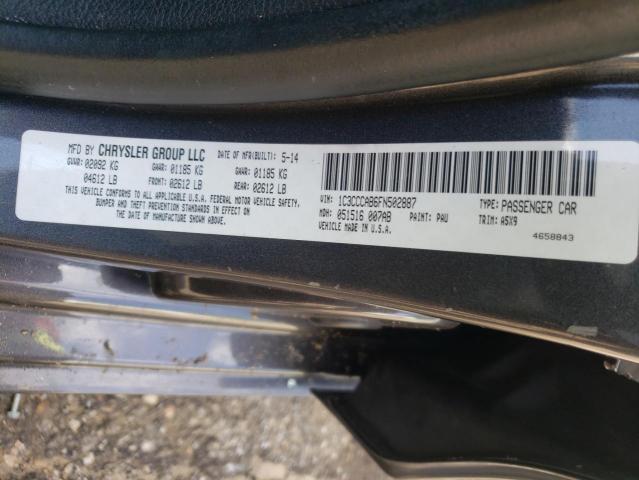 MFD BY CHRYSLER GROUP LLC DATE OF MFR(BUILT): 5-14
GVWR: 02092 KG GAWR: 01185 KG GAWR: 01185 KG
04612 LB FRONT: 02612 LB REAR: 02612 LB
THIS VEHICLE CONFORMS TO ALL APPLICABLE U.S.A. FEDERAL MOTOR VEHICLE SAFETY,
BUMPER AND THEFT PREVENTION STANDARDS IN EFFECT ON
THE DATE OF MANUFACTURE SHOWN ABOVE.
VIN: 1C3CCCAB6FN502887 TYPE: PASSENGER CAR
MDH: 051516 007AB PAINT: PAU TRIM: A5X9
VEHICLE MADE IN U.S.A.
4658843